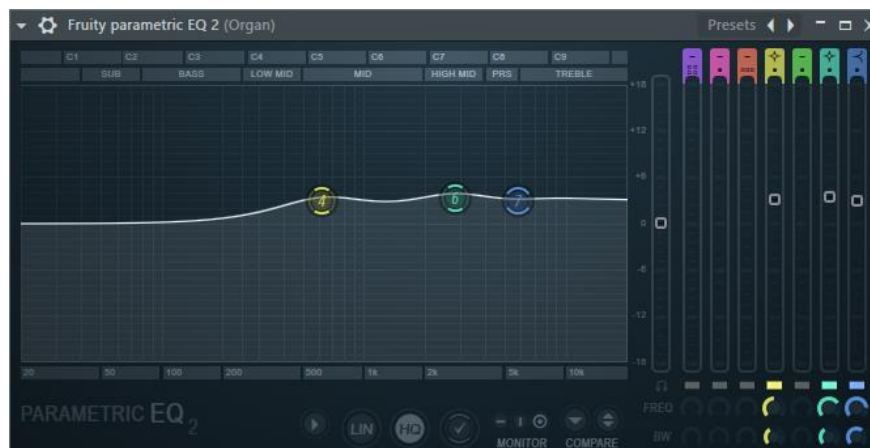 Fruity parametric EQ 2 (Organ) Presets
C1 C2 C3 C4 C5 C6 C7 C8 C9
SUB BASS LOW MID MID HIGH MID PRS TREBLE
+18
+12
+6
0
-6
-12
-18
4 6 7
20 50 100 200 500 1k 2k 5k 10k
PARAMETRIC EQ 2
LIN HQ
MONITOR COMPARE
FREQ
BW